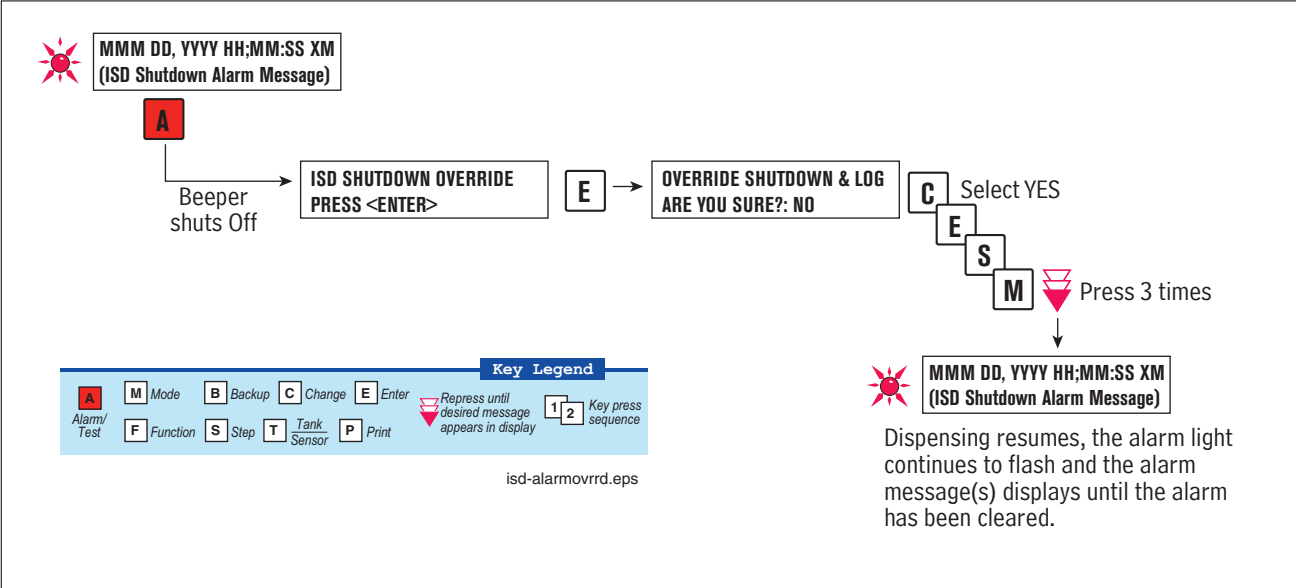 MMM DD, YYYY HH;MM:SS XM
(ISD Shutdown Alarm Message)
A
Beeper
shuts Off
ISD SHUTDOWN OVERRIDE
PRESS <ENTER>
E
OVERRIDE SHUTDOWN & LOG
ARE YOU SURE?: NO
C
Select YES
E
S
M
Press 3 times
MMM DD, YYYY HH;MM:SS XM
(ISD Shutdown Alarm Message)
Dispensing resumes, the alarm light
continues to flash and the alarm
message(s) displays until the alarm
has been cleared.
Key Legend
A
Alarm/
Test
M Mode
B Backup
C Change
E Enter
F Function
S Step
T Tank
Sensor
P Print
Repress until
desired message
appears in display
1
2
Key press
sequence
isd-alarmovrrd.eps